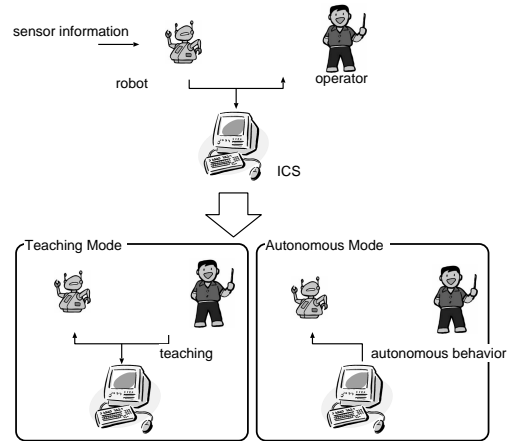 sensor information
robot
operator
ICS
Teaching Mode
teaching
Autonomous Mode
autonomous behavior